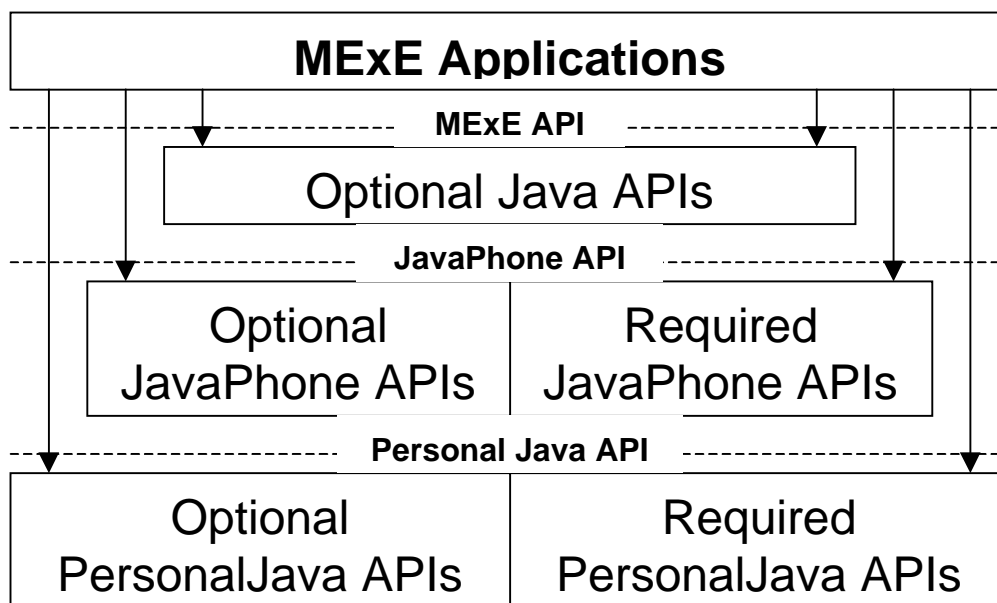 MExE Applications
MExE API
Optional Java APIs
JavaPhone API
Optional
JavaPhone APIs
Required
JavaPhone APIs
Personal Java API
Optional
PersonalJava APIs
Required
PersonalJava APIs